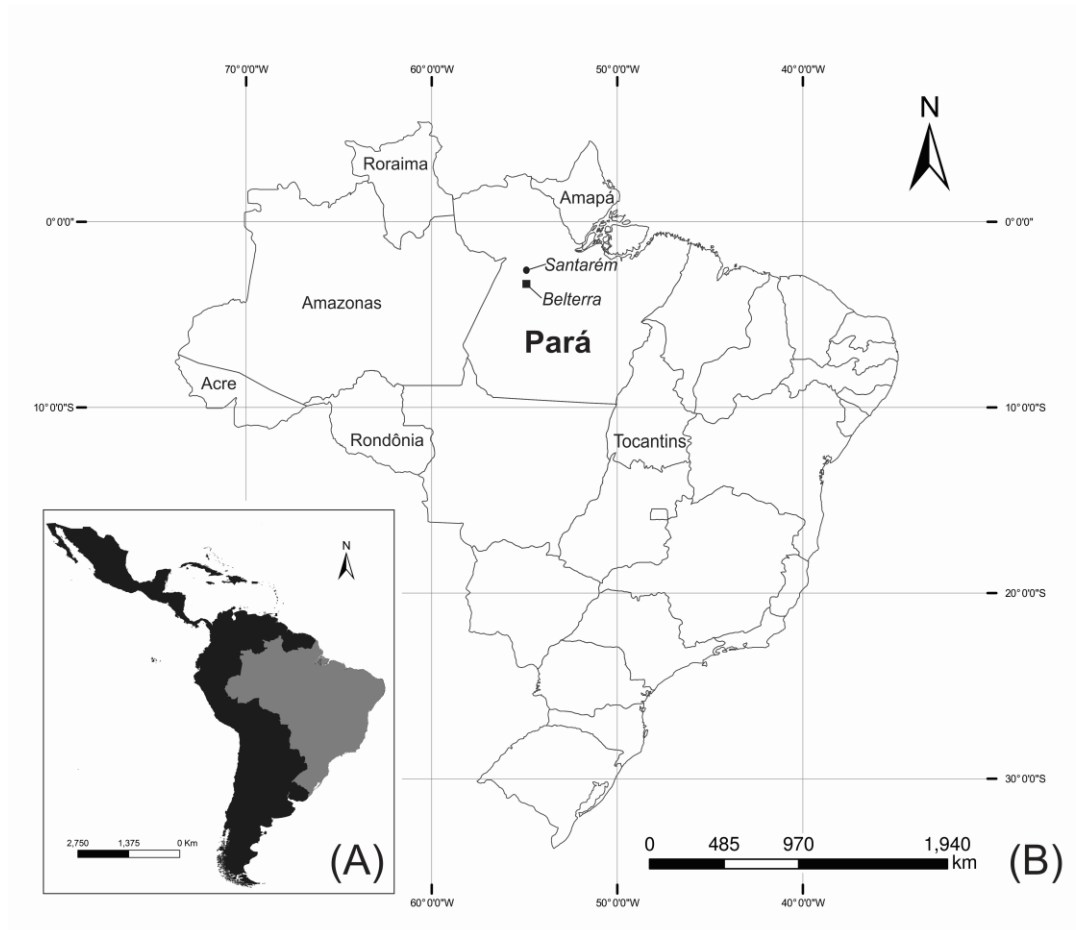 70° 0'0"W 60° 0'0"W 50° 0'0"W 40° 0'0"W
N
Roraima
Amapá
0° 0'0" 0° 0'0"
Santarém
Amazonas
Belterra
Pará
Acre
10° 0'0"S 10° 0'0"S
Rondônia
Tocantins
N
20° 0'0"S
30° 0'0"S
2,750 1,375 0 Km
(A)
0 485 970 1,940
km
(B)
60° 0'0"W 50° 0'0"W 40° 0'0"W